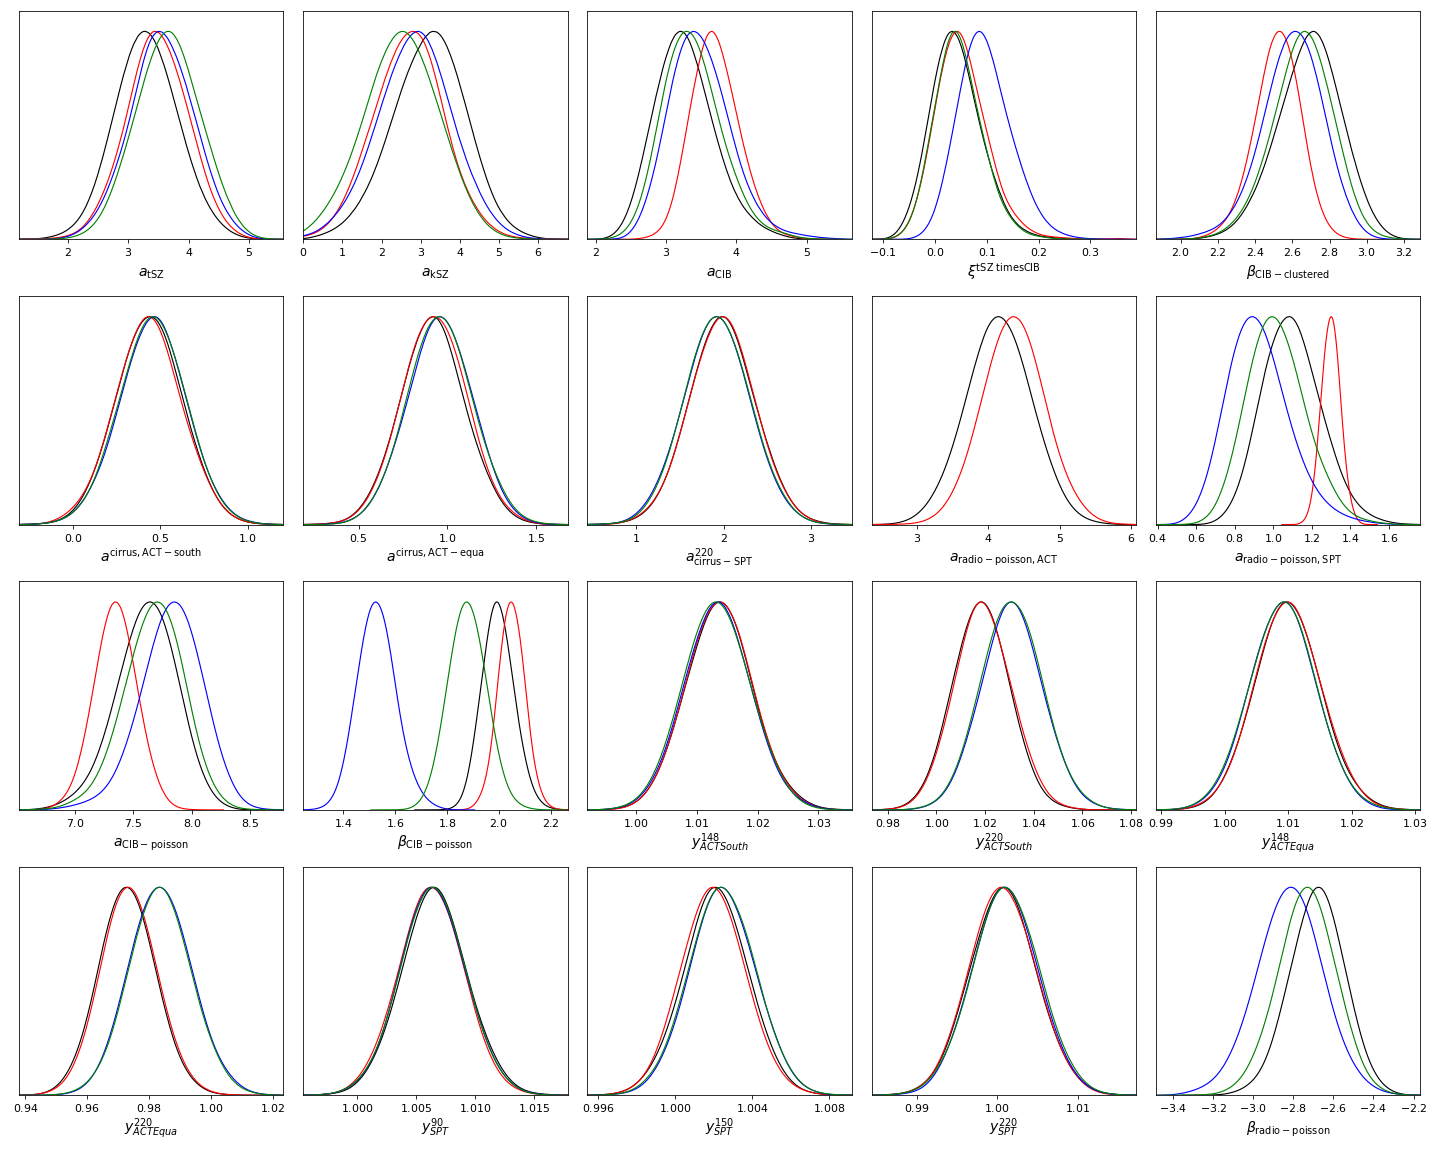 2 3 4 5
a_tSZ
0 1 2 3 4 5 6
a_kSZ
2 3 4 5
a_CIB
−0.1 0.0 0.1 0.2 0.3
ξ^tSZ timesCIB
2.0 2.2 2.4 2.6 2.8 3.0 3.2
β_CIB−clustered
0.0 0.5 1.0
a^cirrus, ACT−south
0.5 1.0 1.5
a^cirrus, ACT−equa
1 2 3
a^220_cirrus−SPT
3 4 5 6
a_radio−poisson, ACT
0.4 0.6 0.8 1.0 1.2 1.4 1.6
a_radio−poisson, SPT
7.0 7.5 8.0 8.5
a_CIB−poisson
1.4 1.6 1.8 2.0 2.2
β_CIB−poisson
1.00 1.01 1.02 1.03
y^148_ACTSouth
0.98 1.00 1.02 1.04 1.06 1.08
y^220_ACTSouth
0.99 1.00 1.01 1.02 1.03
y^148_ACTEqua
0.94 0.96 0.98 1.00 1.02
y^220_ACTEqua
1.000 1.005 1.010 1.015
y^90_SPT
0.996 1.000 1.004 1.008
y^150_SPT
0.99 1.00 1.01
y^220_SPT
−3.4 −3.2 −3.0 −2.8 −2.6 −2.4 −2.2
β_radio−poisson